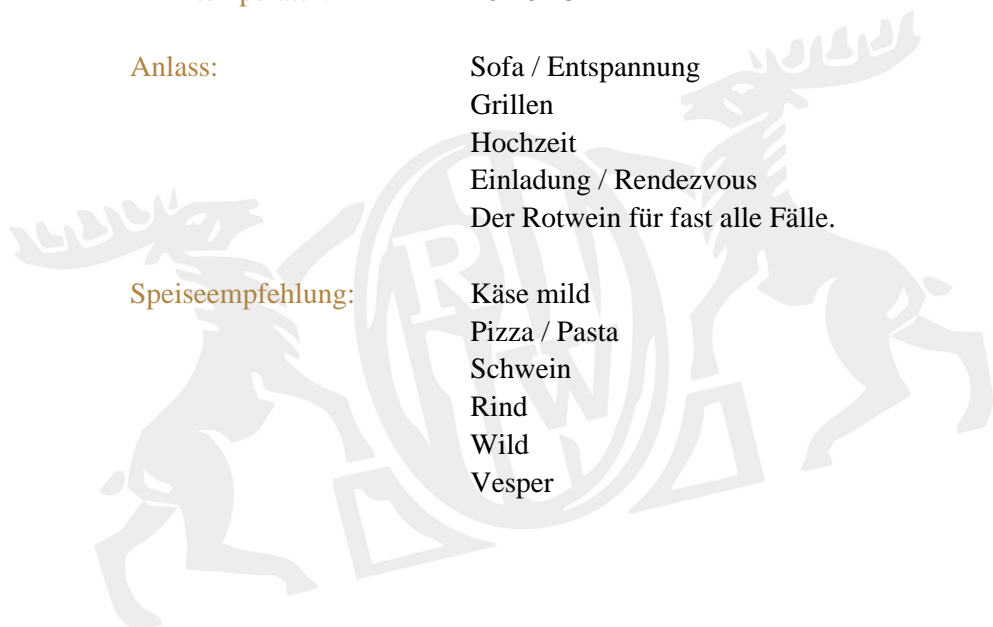 Anlass: Sofa / Entspannung
Grillen
Hochzeit
Einladung / Rendezvous
Der Rotwein für fast alle Fälle.
Speiseempfehlung: Käse mild
Pizza / Pasta
Schwein
Rind
Wild
Vesper
R
W